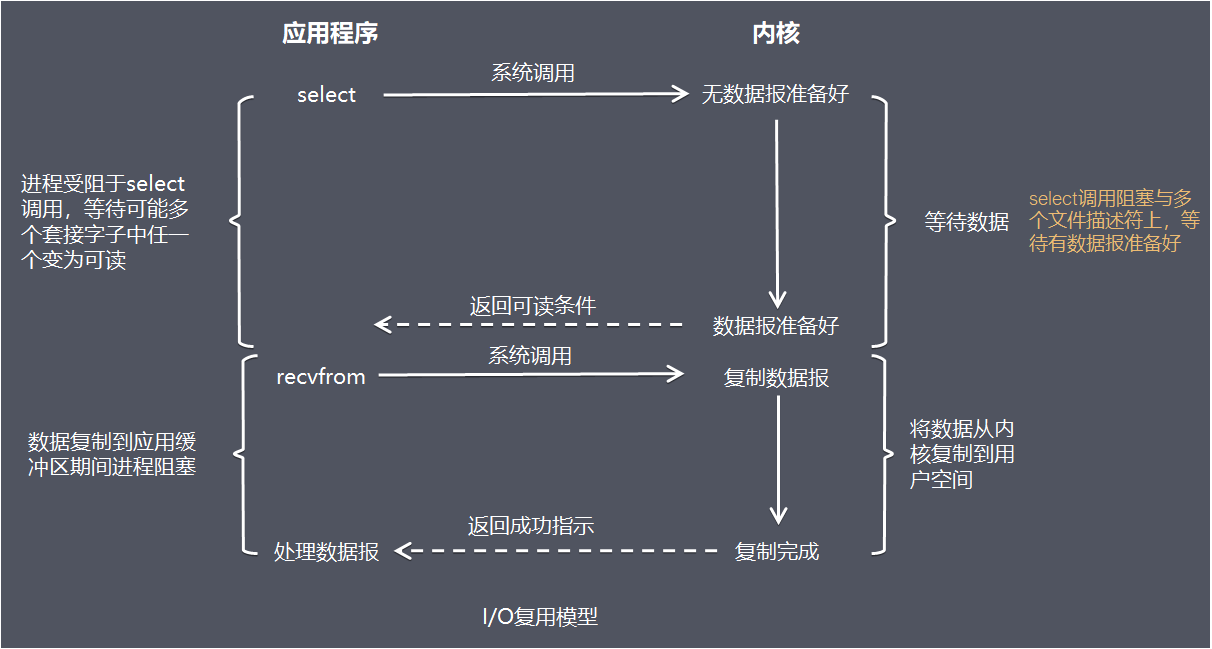 应用程序
内核
系统调用
select
无数据报准备好
进程受阻于select
调用，等待可能多
个套接字子中任一
个变为可读
等待数据
select调用阻塞与多
个文件描述符上，等
待有数据报准备好
返回可读条件
数据报准备好
系统调用
recvfrom
复制数据报
数据复制到应用缓
冲区期间进程阻塞
将数据从内
核复制到用
户空间
返回成功指示
处理数据报
复制完成
I/O复用模型